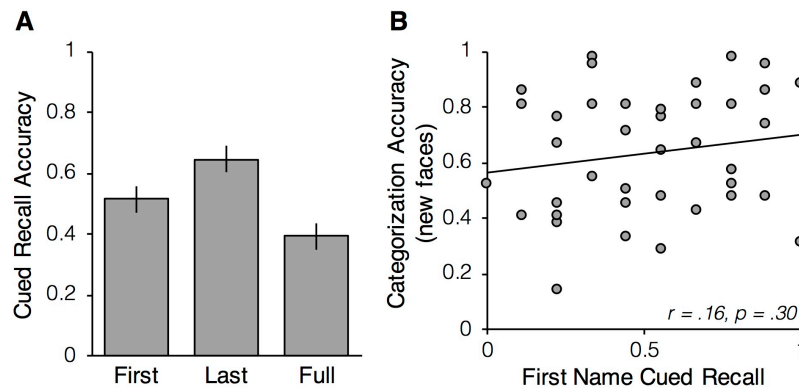 A
Cued Recall Accuracy
1
0.8
0.6
0.4
0.2
0
First Last Full
B
Categorization Accuracy
(new faces)
1
0.8
0.6
0.4
0.2
0
r = .16, p = .30
0 0.5 1
First Name Cued Recall